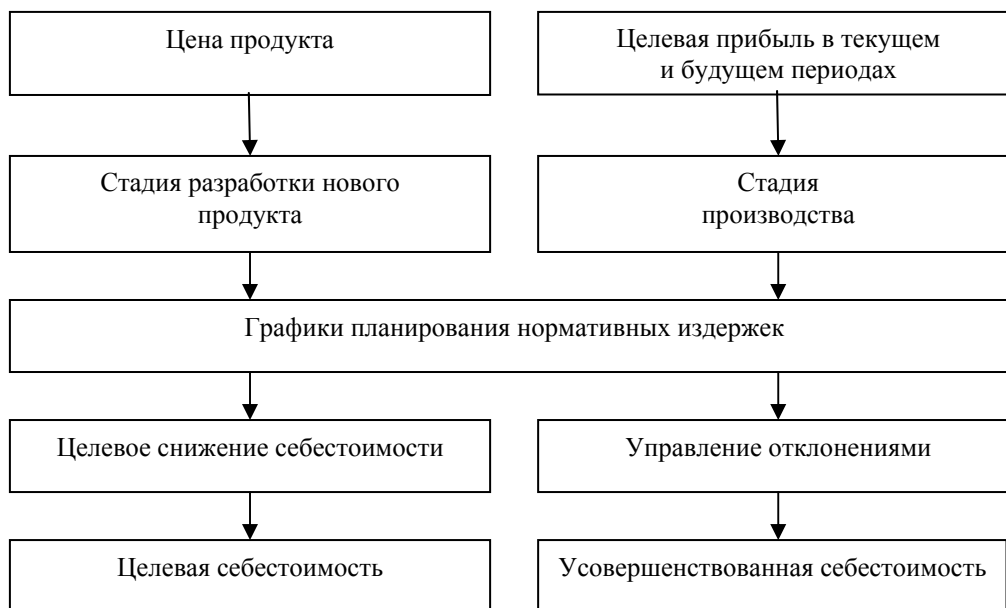 Цена продукта
Целевая прибыль в текущем
и будущем периодах
Стадия разработки нового
продукта
Стадия
производства
Графики планирования нормативных издержек
Целевое снижение себестоимости
Управление отклонениями
Целевая себестоимость
Усовершенствованная себестоимость